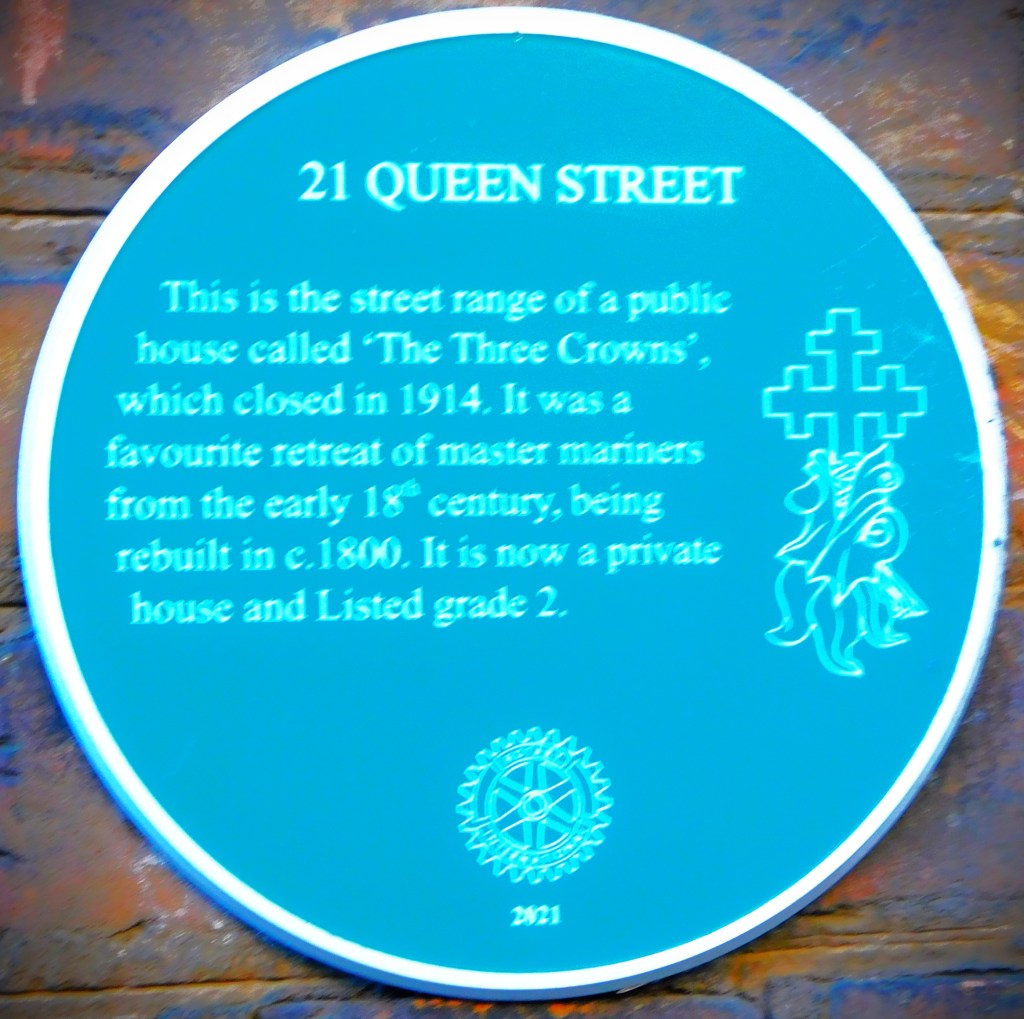 21 QUEEN STREET
This is the street range of a public
house called ‘The Three Crowns’,
which closed in 1914. It was a
favourite retreat of master mariners
from the early 18th century, being
rebuilt in c.1800. It is now a private
house and Listed grade 2.
2021